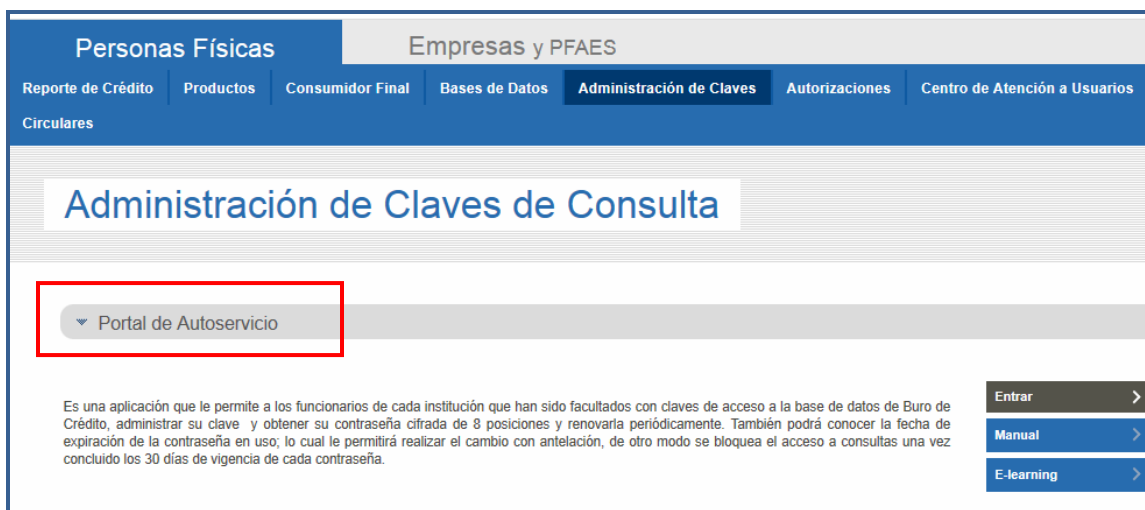 Personas Físicas
Empresas y PFAES
Reporte de Crédito Productos Consumidor Final Bases de Datos Administración de Claves Autorizaciones Centro de Atención a Usuarios
Circulares
Administración de Claves de Consulta
Portal de Autoservicio
Es una aplicación que le permite a los funcionarios de cada institución que han sido facultados con claves de acceso a la base de datos de Buro de
Crédito, administrar su clave y obtener su contraseña cifrada de 8 posiciones y renovarla periódicamente. También podrá conocer la fecha de
expiración de la contraseña en uso; lo cual le permitirá realizar el cambio con antelación, de otro modo se bloquea el acceso a consultas una vez
concluido los 30 días de vigencia de cada contraseña.
Entrar
Manual
E-learning